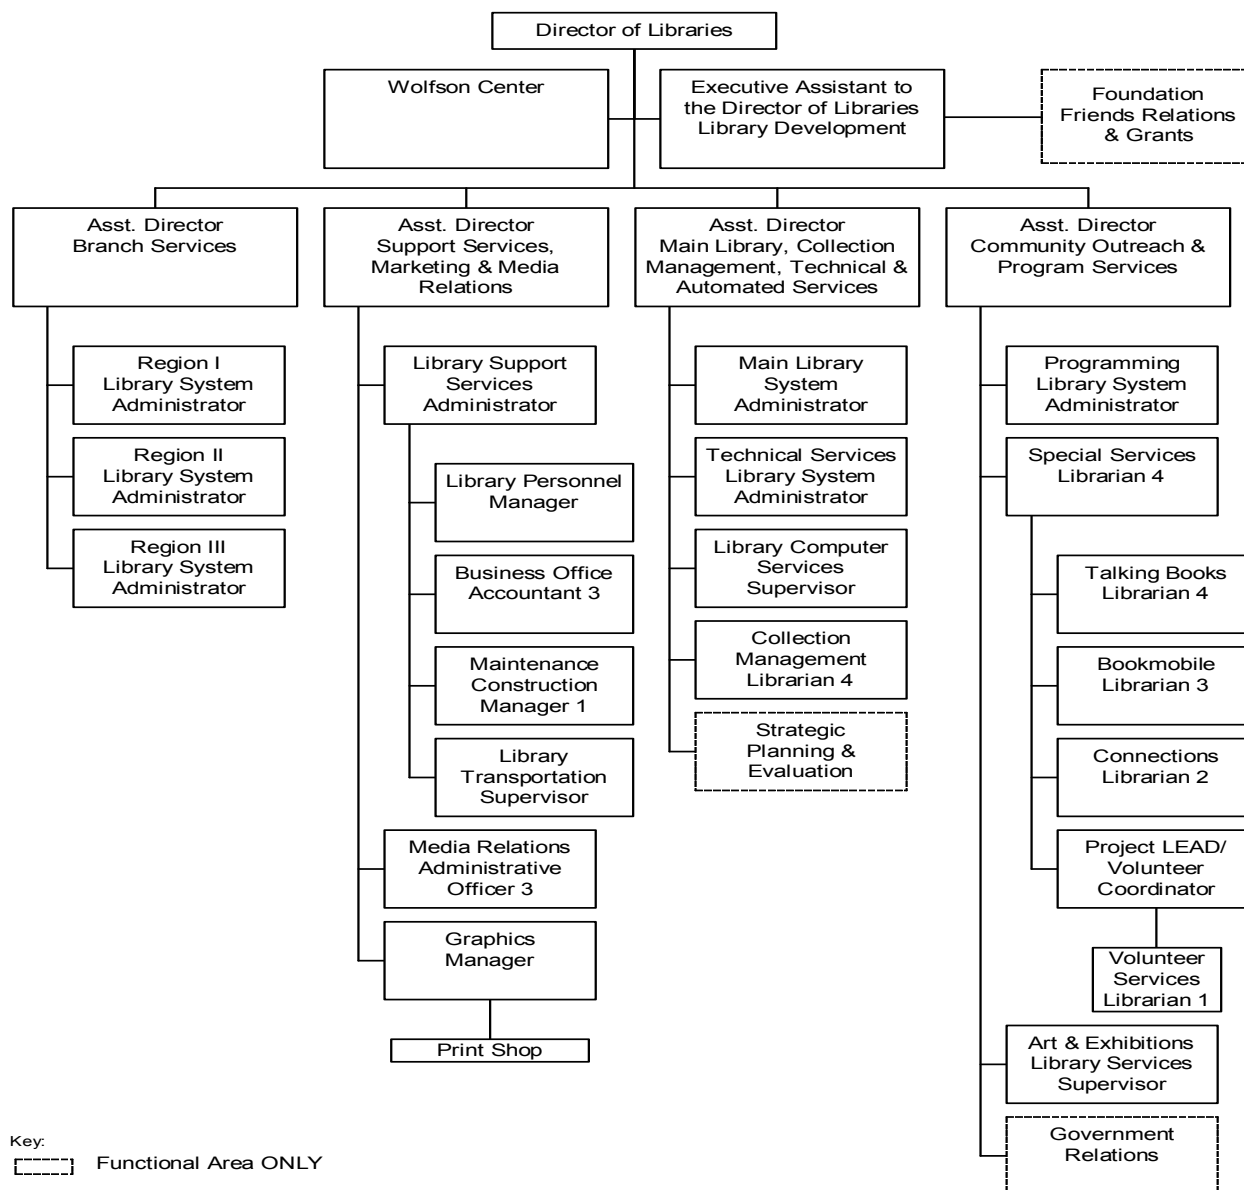 Director of Libraries
Wolfson Center
Executive Assistant to
the Director of Libraries
Library Development
Foundation
Friends Relations
& Grants
Asst. Director
Branch Services
Asst. Director
Support Services,
Marketing & Media
Relations
Asst. Director
Main Library, Collection
Management, Technical &
Automated Services
Asst. Director
Community Outreach &
Program Services
Region I
Library System
Administrator
Region II
Library System
Administrator
Region III
Library System
Administrator
Library Support
Services
Administrator
Library Personnel
Manager
Business Office
Accountant 3
Maintenance
Construction
Manager 1
Library
Transportation
Supervisor
Media Relations
Administrative
Officer 3
Graphics
Manager
Print Shop
Main Library
System
Administrator
Technical Services
Library System
Administrator
Library Computer
Services
Supervisor
Collection
Management
Librarian 4
Strategic
Planning &
Evaluation
Programming
Library System
Administrator
Special Services
Librarian 4
Talking Books
Librarian 4
Bookmobile
Librarian 3
Connections
Librarian 2
Project LEAD/
Volunteer
Coordinator
Volunteer
Services
Librarian 1
Art & Exhibitions
Library Services
Supervisor
Government
Relations
Key:
Functional Area ONLY